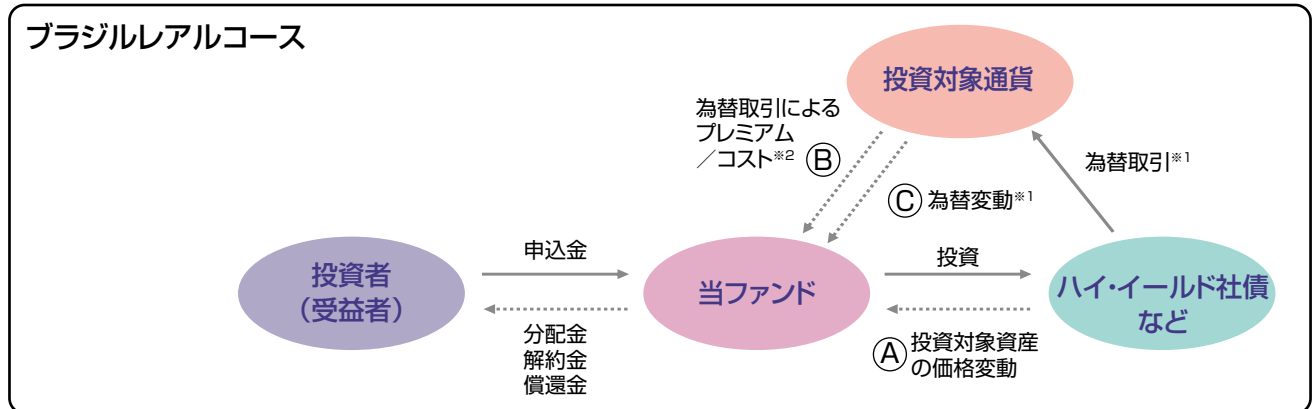 ブラジルレアルコース
投資対象通貨
為替取引による
プレミアム
／コスト※2 Ⓑ
為替取引※1
Ⓒ 為替変動※1
申込金
投資
投資者
（受益者）
当ファンド
ハイ・イールド社債
など
分配金
解約金
償還金
Ⓐ 投資対象資産
の価格変動